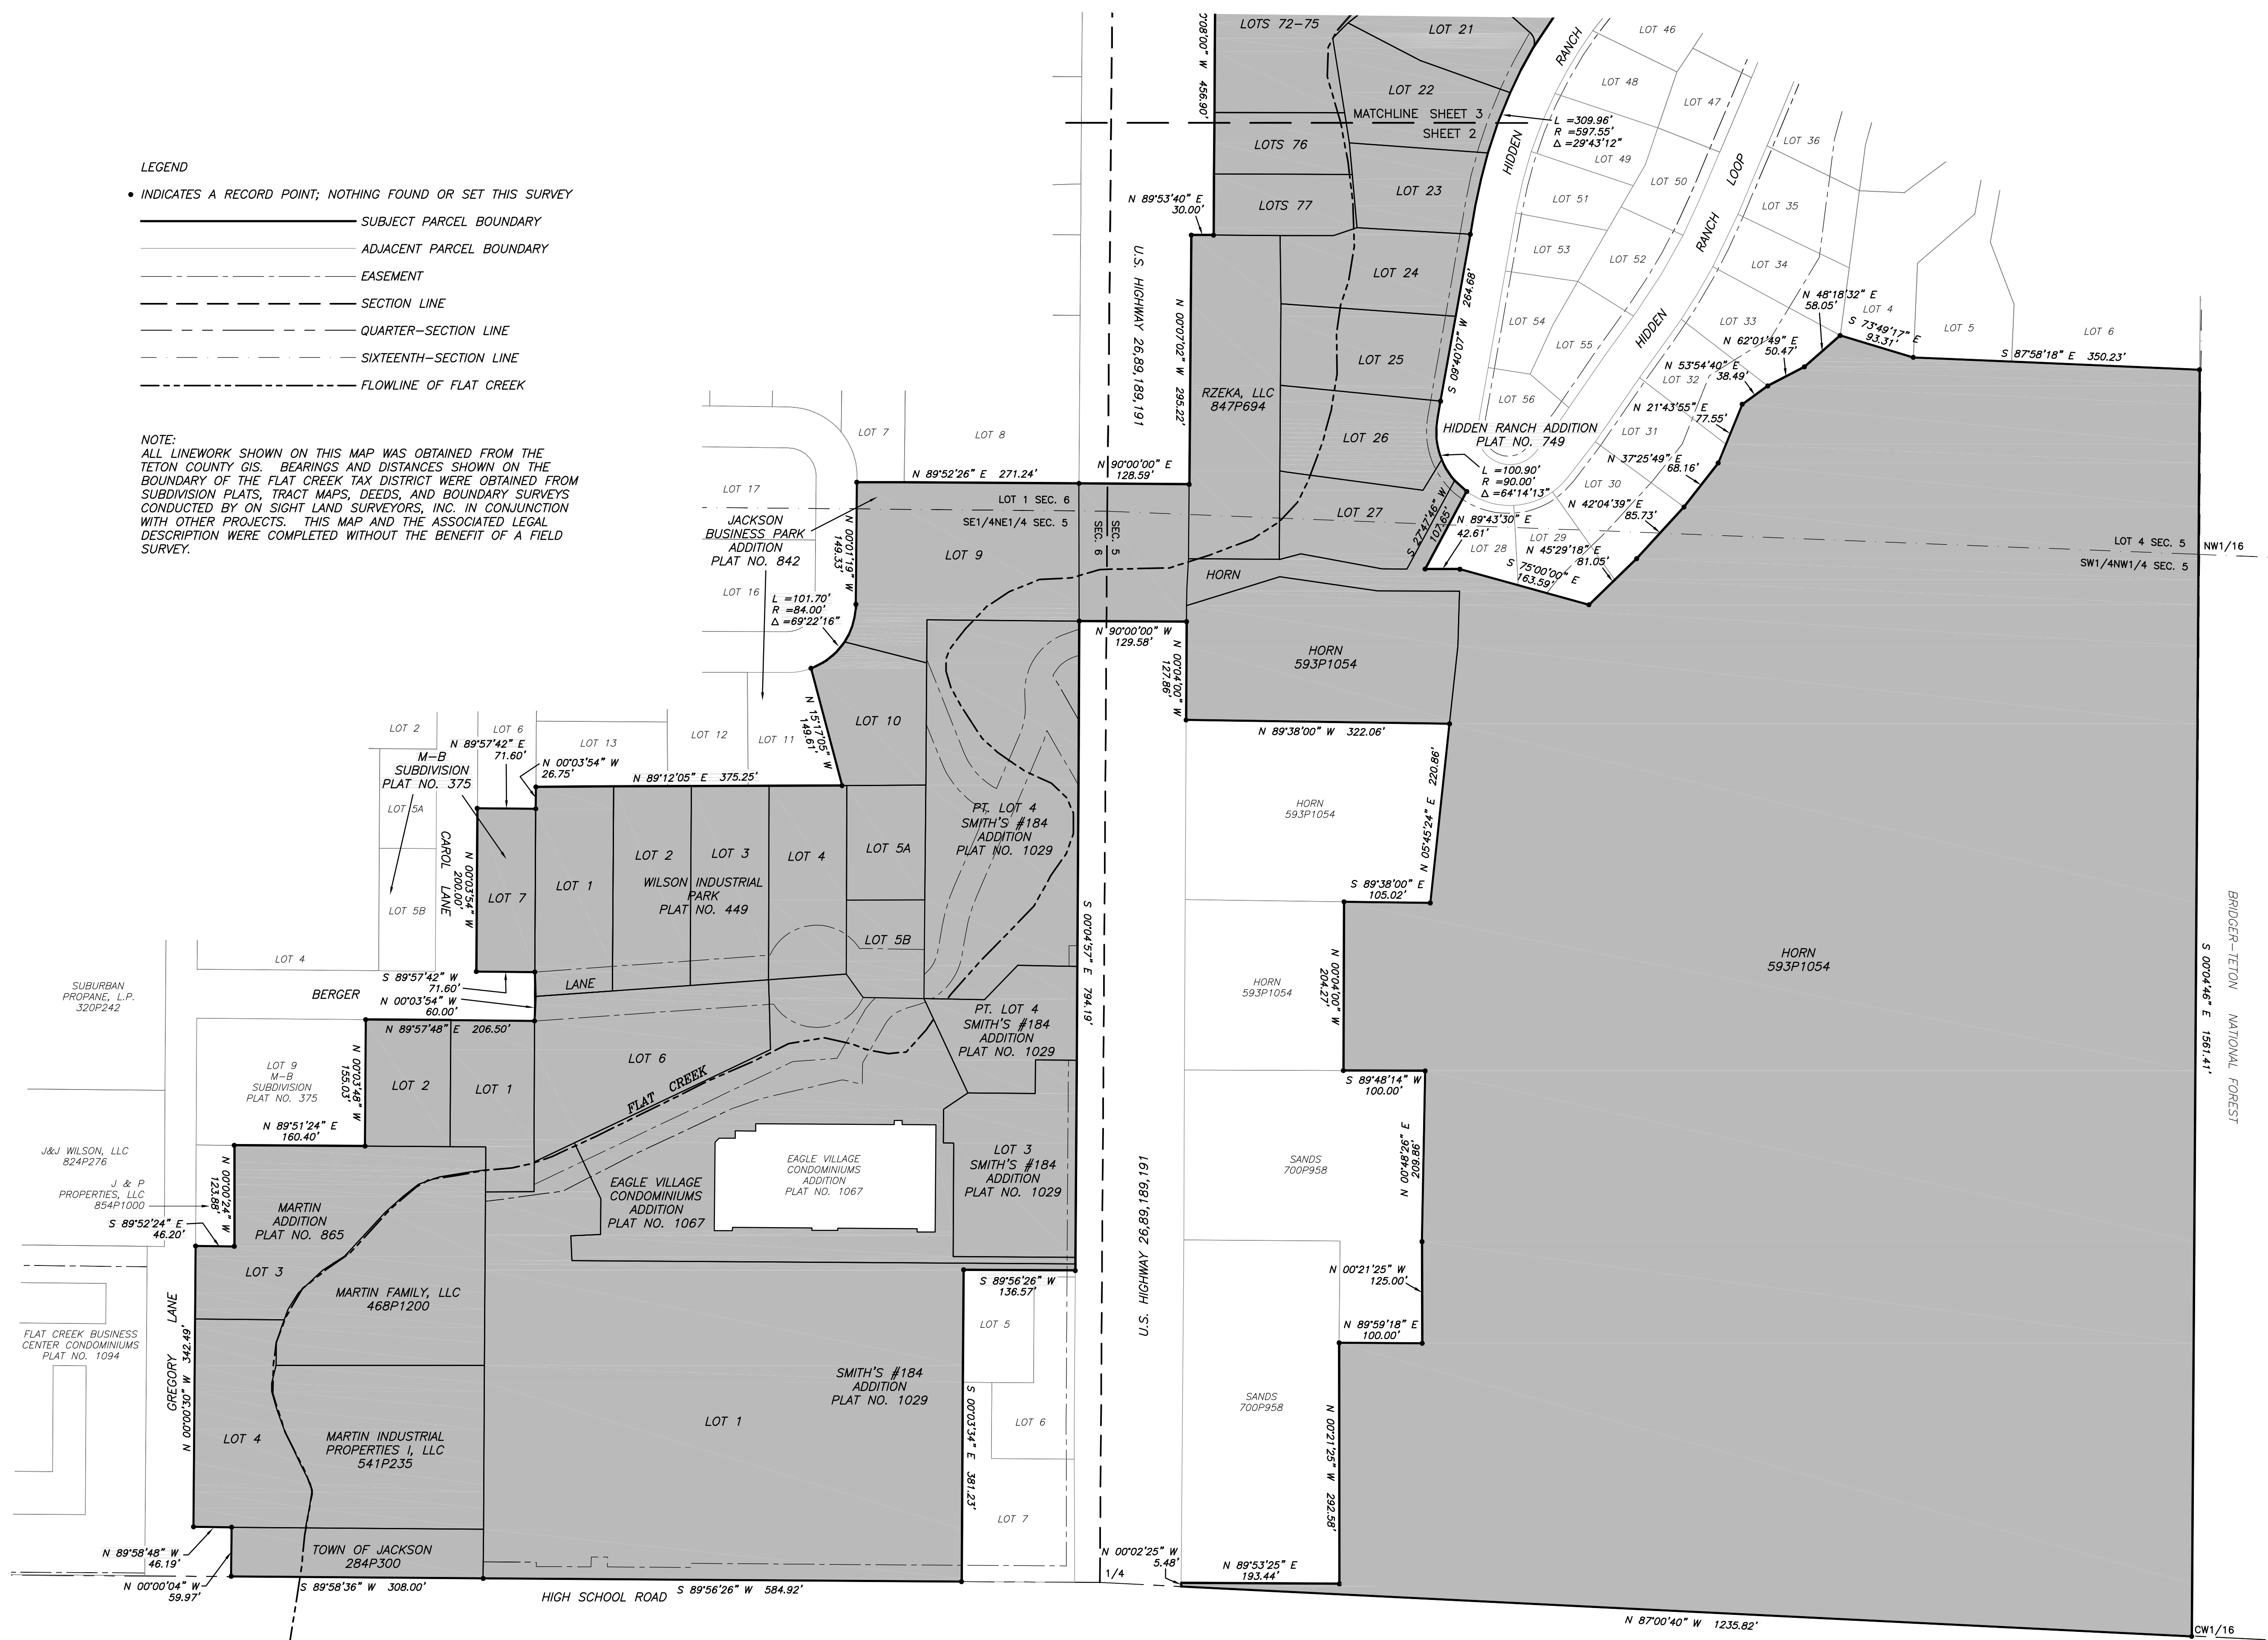 LEGEND
• INDICATES A RECORD POINT; NOTHING FOUND OR SET THIS SURVEY
SUBJECT PARCEL BOUNDARY
ADJACENT PARCEL BOUNDARY
EASEMENT
SECTION LINE
QUARTER-SECTION LINE
SIXTEENTH-SECTION LINE
FLOWLINE OF FLAT CREEK
NOTE:
ALL LINEWORK SHOWN ON THIS MAP WAS OBTAINED FROM THE
TETON COUNTY GIS. BEARINGS AND DISTANCES SHOWN ON THE
BOUNDARY OF THE FLAT CREEK TAX DISTRICT WERE OBTAINED FROM
SUBDIVISION PLATS, TRACT MAPS, DEEDS, AND BOUNDARY SURVEYS
CONDUCTED BY ON SIGHT LAND SURVEYORS, INC. IN CONJUNCTION
WITH OTHER PROJECTS. THIS MAP AND THE ASSOCIATED LEGAL
DESCRIPTION WERE COMPLETED WITHOUT THE BENEFIT OF A FIELD
SURVEY.
08'00" W 456.90'
LOTS 72-75
LOT 21
LOT 22
MATCHLINE SHEET 3
SHEET 2
LOTS 76
LOT 23
LOTS 77
N 89°53'40" E
30.00'
L =309.96'
R =597.55'
Δ =29°43'12"
HIDDEN
RANCH
LOT 46
LOT 48
LOT 47
LOT 49
LOT 50
LOT 51
LOT 53
LOT 52
LOT 54
LOT 55
LOT 56
HIDDEN
RANCH
LOOP
LOT 36
LOT 35
LOT 34
LOT 33
LOT 32
LOT 31
LOT 30
LOT 29
LOT 28
LOT 4
LOT 5
LOT 6
N 48°18'32" E
58.05'
S 73°49'17" E
93.31'
S 87°58'18" E 350.23'
N 62°01'49" E
50.47'
N 53°54'40" E
38.49'
N 21°43'55" E
77.55'
N 37°25'49" E
68.16'
N 42°04'39" E
85.73'
N 45°29'18" E
81.05'
S 75°00'00" E
163.59'
N 89°43'30" E
42.61'
S 27°47'46" W
107.65'
HIDDEN RANCH ADDITION
PLAT NO. 749
L =100.90'
R =90.00'
Δ =64°14'13"
S 09°40'07" W 264.68'
LOT 24
LOT 25
LOT 26
LOT 27
RZEKA, LLC
847P694
N 00°07'02" W 295.22'
U.S. HIGHWAY 26,89,189,191
N 90°00'00" E
128.59'
N 89°52'26" E 271.24'
LOT 7
LOT 8
LOT 17
LOT 16
LOT 1 SEC. 6
SE1/4NE1/4 SEC. 5
SEC. 5
SEC. 6
LOT 4 SEC. 5
NW1/16
SW1/4NW1/4 SEC. 5
JACKSON
BUSINESS PARK
ADDITION
PLAT NO. 842
N 00°01'19" W
149.33'
L =101.70'
R =84.00'
Δ =69°22'16"
LOT 9
HORN
LOT 10
N 15°17'05" W
149.61'
N 90°00'00" W
129.58'
N 00°04'00" W
127.86'
HORN
593P1054
N 89°38'00" W 322.06'
N 05°45'24" E 220.86'
HORN
593P1054
S 89°38'00" E
105.02'
HORN
593P1054
N 00°04'00" W
204.27'
S 89°48'14" W
100.00'
SANDS
700P958
N 00°48'26" E
209.86'
N 00°21'25" W
125.00'
N 89°59'18" E
100.00'
SANDS
700P958
N 00°21'25" W 292.58'
N 00°02'25" W
5.48'
N 89°53'25" E
193.44'
N 87°00'40" W 1235.82'
CW1/16
1/4
HORN
593P1054
S 00°04'46" E 1561.41'
BRIDGER-TETON NATIONAL FOREST
LOT 2
LOT 6
LOT 13
LOT 12
LOT 11
M-B
SUBDIVISION
PLAT NO. 375
N 89°57'42" E
71.60'
N 00°03'54" W
26.75'
N 89°12'05" E 375.25'
LOT 5A
LOT 5B
CAROL LANE
N 00°03'54" W
200.00'
LOT 7
LOT 1
LOT 2
LOT 3
LOT 4
WILSON INDUSTRIAL
PARK
PLAT NO. 449
LOT 5A
LOT 5B
PT. LOT 4
SMITH'S #184
ADDITION
PLAT NO. 1029
S 00°04'57" E 794.19'
LOT 4
S 89°57'42" W
71.60'
BERGER
LANE
N 00°03'54" W
60.00'
SUBURBAN
PROPANE, L.P.
320P242
N 89°57'48" E 206.50'
LOT 9
M-B
SUBDIVISION
PLAT NO. 375
N 00°03'48" W
155.03'
LOT 2
LOT 1
LOT 6
FLAT CREEK
PT. LOT 4
SMITH'S #184
ADDITION
PLAT NO. 1029
N 89°51'24" E
160.40'
J&J WILSON, LLC
824P276
J & P
PROPERTIES, LLC
854P1000
N 00°00'24" W
123.88'
S 89°52'24" E
46.20'
MARTIN
ADDITION
PLAT NO. 865
EAGLE VILLAGE
CONDOMINIUMS
ADDITION
PLAT NO. 1067
EAGLE VILLAGE
CONDOMINIUMS
ADDITION
PLAT NO. 1067
LOT 3
SMITH'S #184
ADDITION
PLAT NO. 1029
U.S. HIGHWAY 26,89,189,191
LOT 3
MARTIN FAMILY, LLC
468P1200
FLAT CREEK BUSINESS
CENTER CONDOMINIUMS
PLAT NO. 1094
GREGORY LANE
N 00°00'30" W 342.49'
LOT 4
MARTIN INDUSTRIAL
PROPERTIES I, LLC
541P235
S 89°56'26" W
136.57'
LOT 5
LOT 6
LOT 7
SMITH'S #184
ADDITION
PLAT NO. 1029
LOT 1
S 00°03'34" E 381.23'
N 89°58'48" W
46.19'
TOWN OF JACKSON
284P300
N 00°00'04" W
59.97'
S 89°58'36" W 308.00'
HIGH SCHOOL ROAD
S 89°56'26" W 584.92'